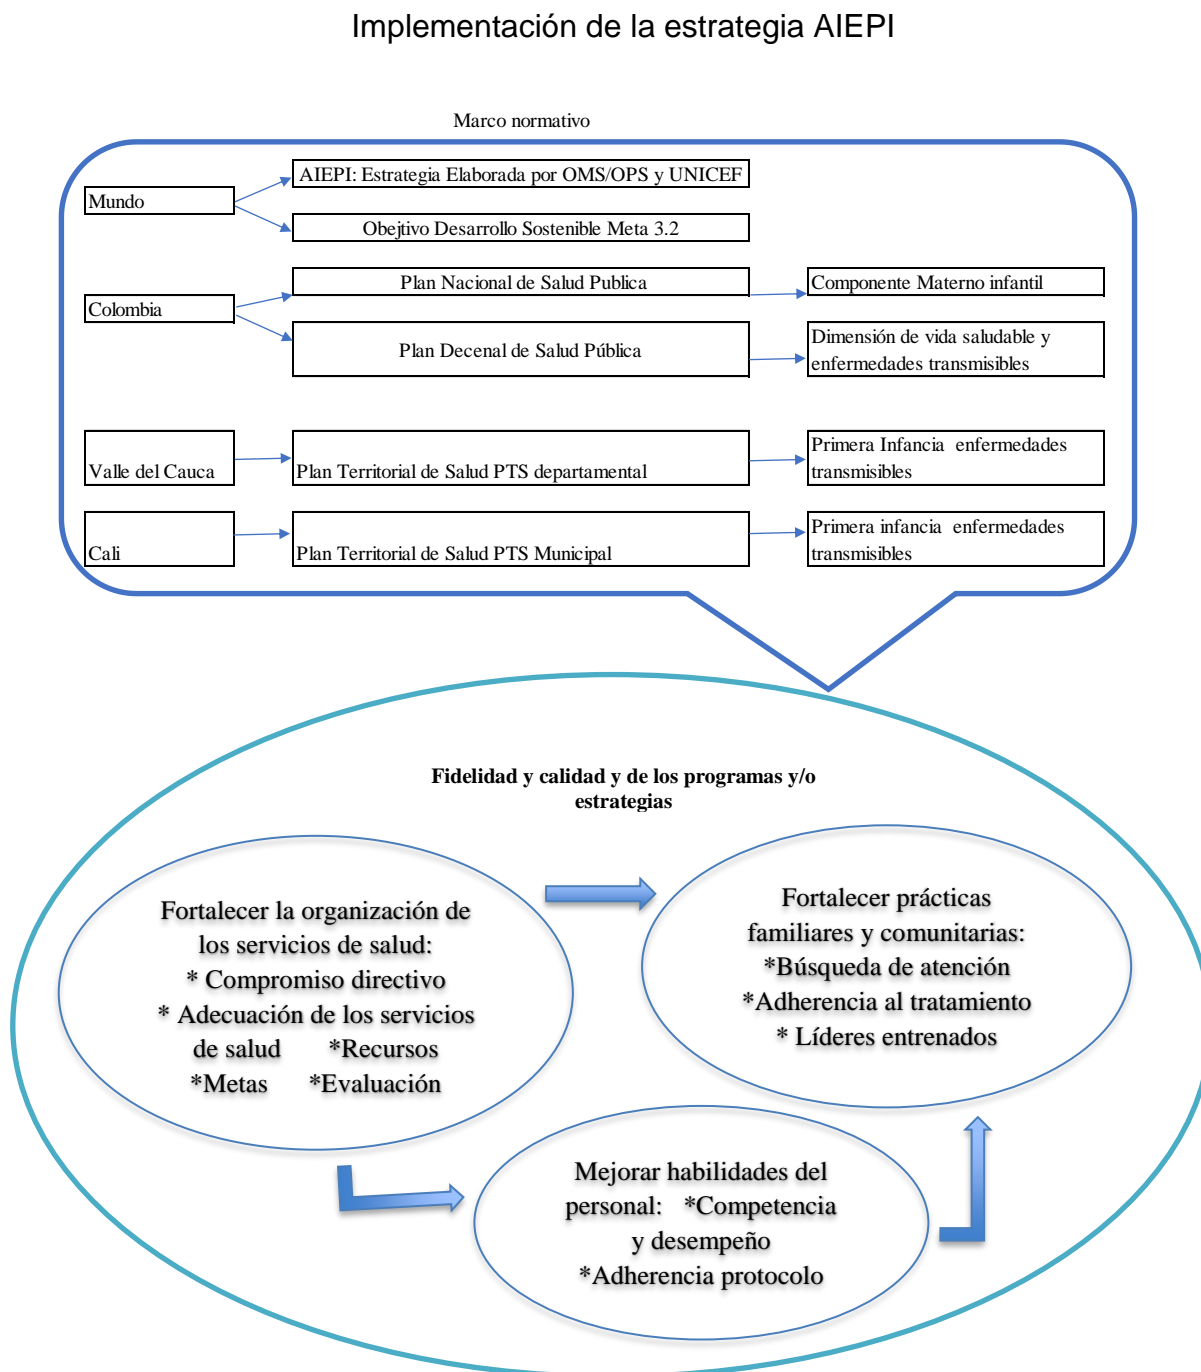 Implementación de la estrategia AIEPI
Marco normativo
AIEPI: Estrategia Elaborada por OMS/OPS y UNICEF
Mundo
Obejtivo Desarrollo Sostenible Meta 3.2
Plan Nacional de Salud Publica
Componente Materno infantil
Colombia
Plan Decenal de Salud Pública
Dimensión de vida saludable y
enfermedades transmisibles
Valle del Cauca
Plan Territorial de Salud PTS departamental
Primera Infancia enfermedades
transmisibles
Cali
Plan Territorial de Salud PTS Municipal
Primera infancia enfermedades
transmisibles
Fidelidad y calidad y de los programas y/o
estrategias
Fortalecer la organización de
los servicios de salud:
* Compromiso directivo
* Adecuación de los servicios
de salud *Recursos
*Metas *Evaluación
Fortalecer prácticas
familiares y comunitarias:
*Búsqueda de atención
*Adherencia al tratamiento
* Líderes entrenados
Mejorar habilidades del
personal: *Competencia
y desempeño
*Adherencia protocolo